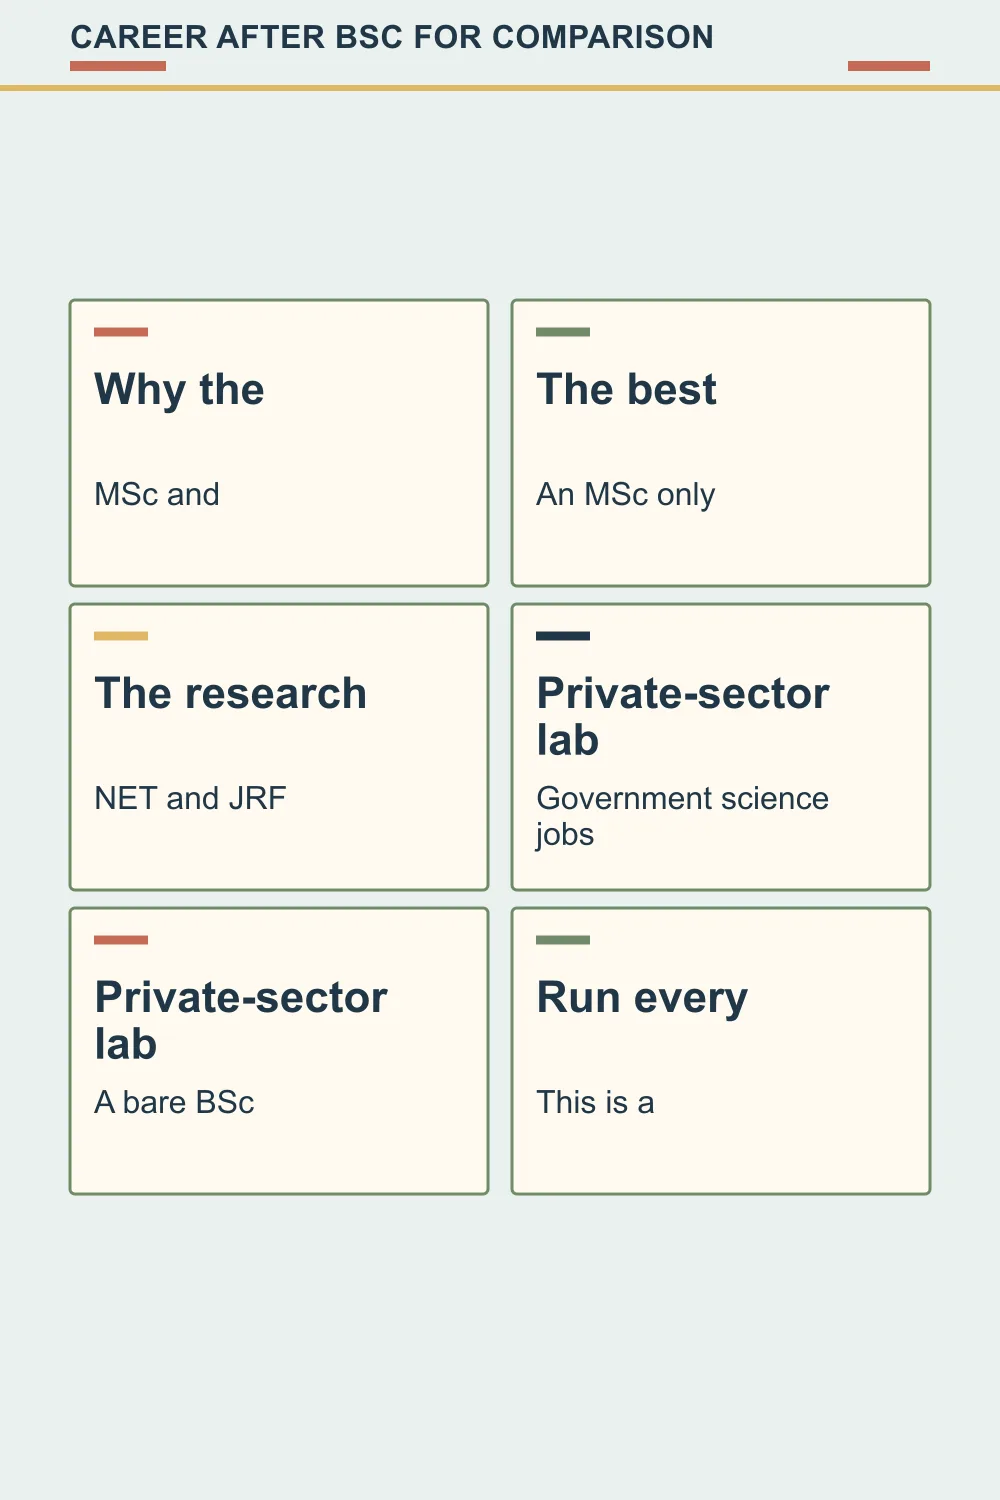 CAREER AFTER BSC FOR COMPARISON
Why the
MSc and
The best
An MSc only
The research
NET and JRF
Private-sector
lab
Government science
jobs
Private-sector
lab
A bare BSc
Run every
This is a